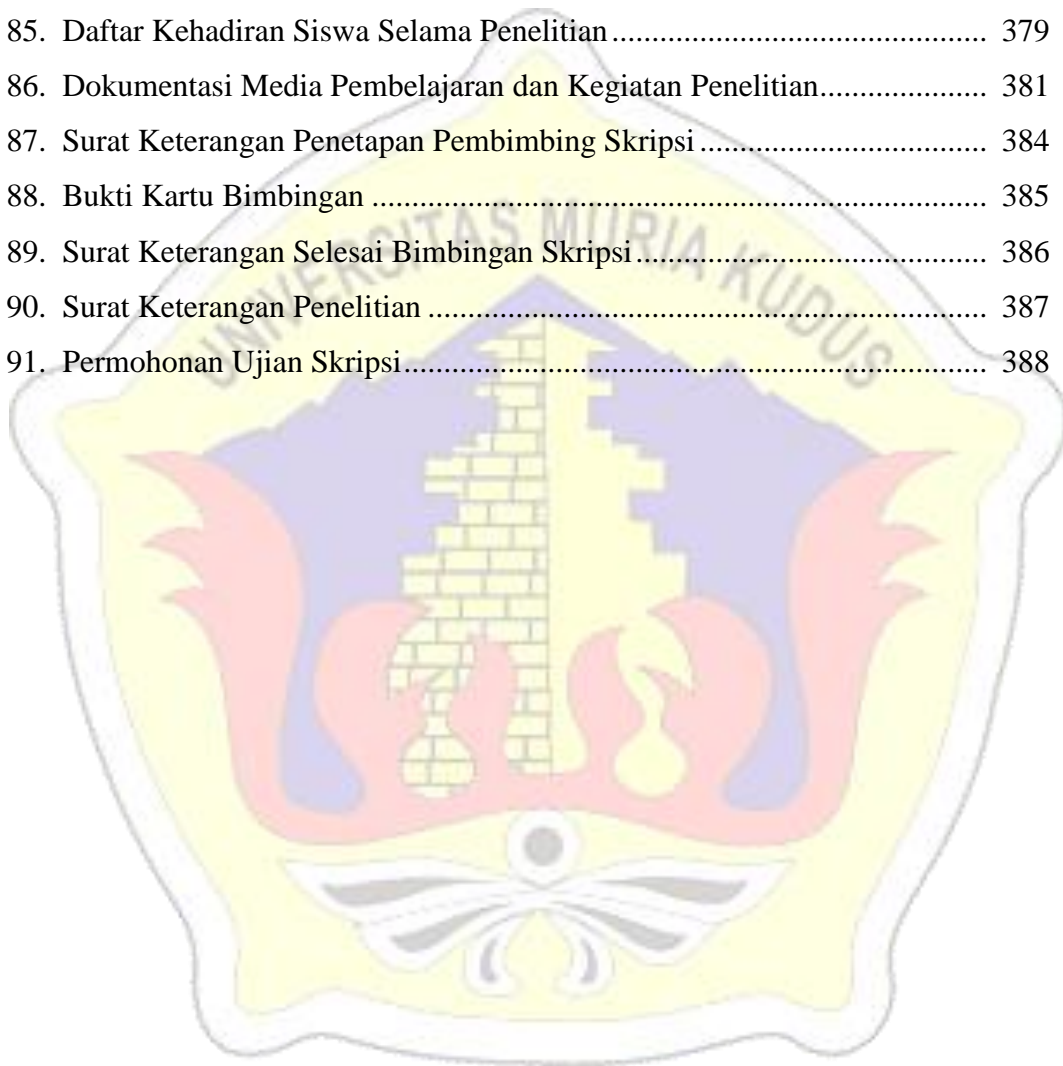 85. Daftar Kehadiran Siswa Selama Penelitian ............................................. 379
86. Dokumentasi Media Pembelajaran dan Kegiatan Penelitian.................... 381
87. Surat Keterangan Penetapan Pembimbing Skripsi ................................... 384
88. Bukti Kartu Bimbingan ........................................................................... 385
89. Surat Keterangan Selesai Bimbingan Skripsi ........................................... 386
90. Surat Keterangan Penelitian .................................................................... 387
91. Permohonan Ujian Skripsi....................................................................... 388
UNIVERSITAS MURIA KUDUS